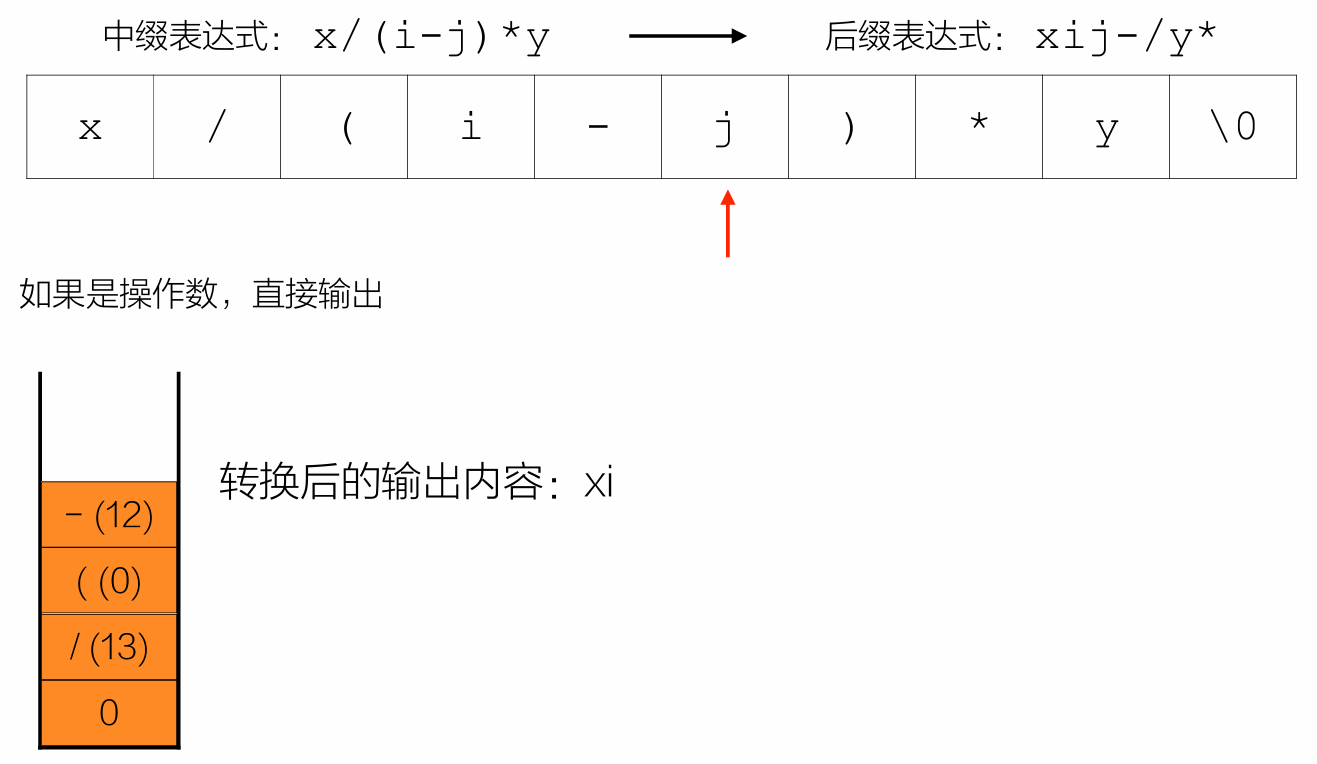 中缀表达式： x/(i-j)*y 后缀表达式： xij-/y*
x / ( i - j ) * y \0
如果是操作数，直接输出
转换后的输出内容：xi
- (12)
( (0)
/ (13)
0